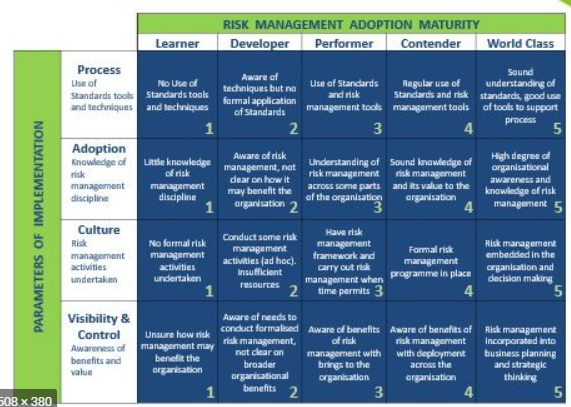 RISK MANAGEMENT ADOPTION MATURITY
Learner Developer Performer Contender World Class
PARAMETERS OF IMPLEMENTATION
Process
Use of
Standards tools
and techniques
No Use of
Standards tools
and techniques
1
Aware of
techniques but no
formal application
of Standards
2
Use of Standards
and risk
management tools
3
Regular use of
Standards and risk
management tools
4
Sound
understanding of
standards, good use
of tools to support
process
5
Adoption
Knowledge of
risk
management
discipline
Little knowledge
of risk
management
discipline
1
Aware of risk
management, not
clear on how it
may benefit the
organisation 2
Understanding of
risk management
across some parts
of the organisation
3
Sound knowledge of
risk management
and its value to the
organisation
4
High degree of
organisational
awareness and
knowledge of risk
management 5
Culture
Risk
management
activities
undertaken
No formal risk
management
activities
undertaken
1
Conduct some risk
management
activities (ad hoc).
Insufficient
resources 2
Have risk
management
framework and
carry out risk
management when
time permits 3
Formal risk
management
programme in place
4
Risk management
embedded in the
organisation and
decision making
5
Visibility &
Control
Awareness of
benefits and
value
Unsure how risk
management may
benefit the
organisation
1
Aware of needs to
conduct formalised
risk management,
not clear on
broader
organisational
benefits 2
Aware of benefits
of risk
management with
brings to the
organisation
3
Aware of benefits of
risk management
with deployment
across the
organisation
4
Risk management
incorporated into
business planning
and strategic
thinking
5
508 × 380